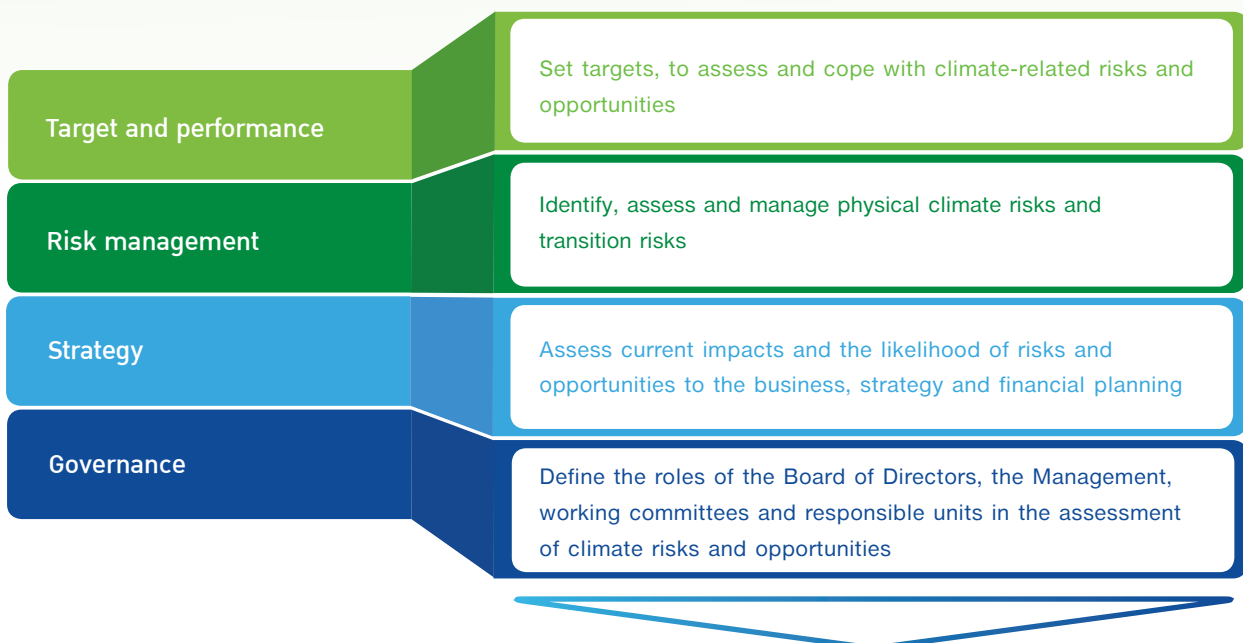 Target and performance
Set targets, to assess and cope with climate-related risks and
opportunities
Risk management
Identify, assess and manage physical climate risks and
transition risks
Strategy
Assess current impacts and the likelihood of risks and
opportunities to the business, strategy and financial planning
Governance
Define the roles of the Board of Directors, the Management,
working committees and responsible units in the assessment
of climate risks and opportunities